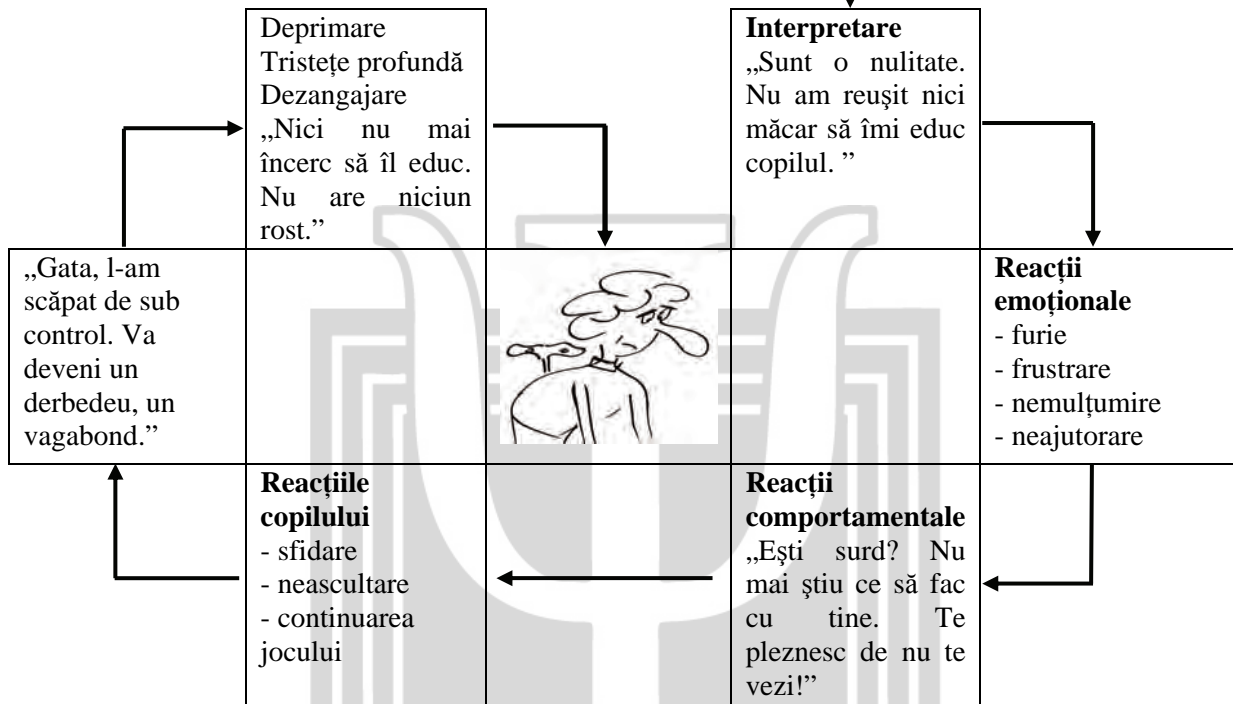 Deprimare
Tristețe profundă
Dezangajare
„Nici nu mai
încerc să îl educ.
Nu are niciun
rost.”
Interpretare
„Sunt o nulitate.
Nu am reuşit nici
măcar să îmi educ
copilul. ”
„Gata, l-am
scăpat de sub
control. Va
deveni un
derbedeu, un
vagabond.”
Reacții
emoționale
- furie
- frustrare
- nemulțumire
- neajutorare
Reacțiile
copilului
- sfidare
- neascultare
- continuarea
jocului
Reacții
comportamentale
„Eşti surd? Nu
mai ştiu ce să fac
cu tine. Te
pleznesc de nu te
vezi!”